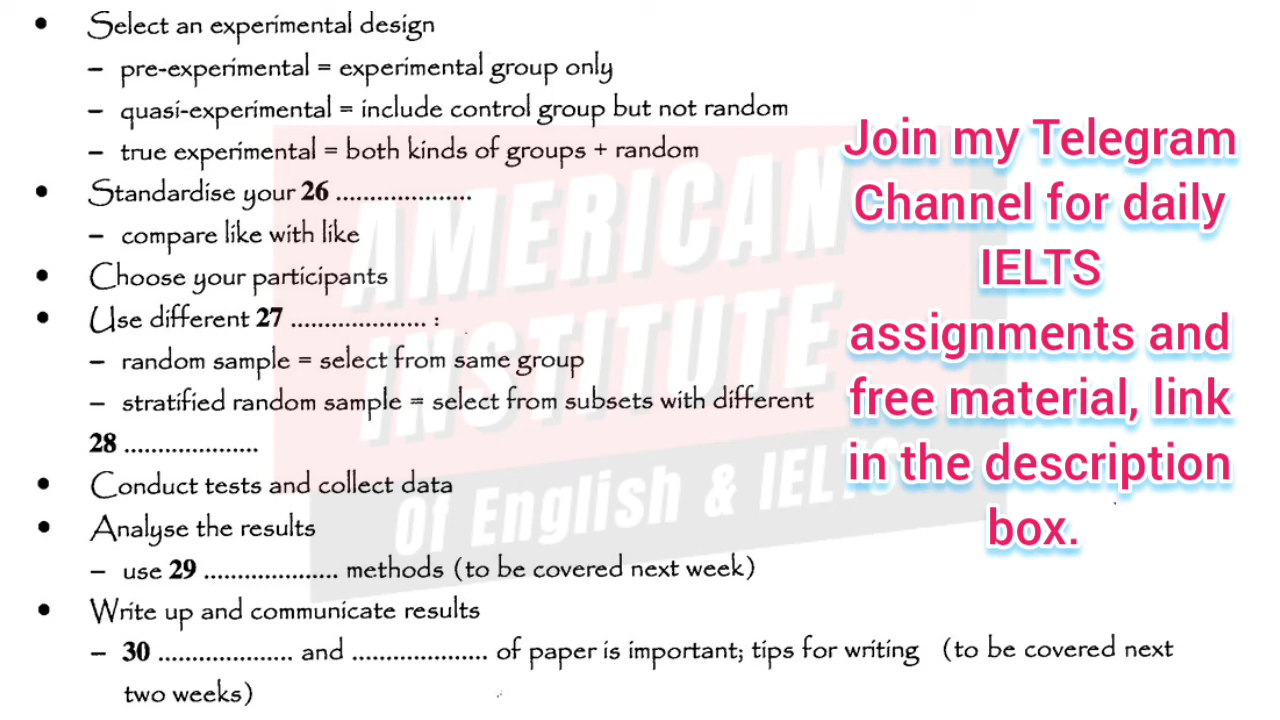 • Select an experimental design
– pre-experimental = experimental group only
– quasi-experimental = include control group but not random
– true experimental = both kinds of groups + random
• Standardise your 26 ....................
– compare like with like
• Choose your participants
• Use different 27 .................... :
– random sample = select from same group
– stratified random sample = select from subsets with different
28 ....................
• Conduct tests and collect data
• Analyse the results
– use 29 .................... methods (to be covered next week)
• Write up and communicate results
– 30 .................... and .................... of paper is important; tips for writing (to be covered next
two weeks)
Join my Telegram
Channel for daily
IELTS
assignments and
free material, link
in the description
box.
AMERICAN
INSTITUTE
Of English & IELTS